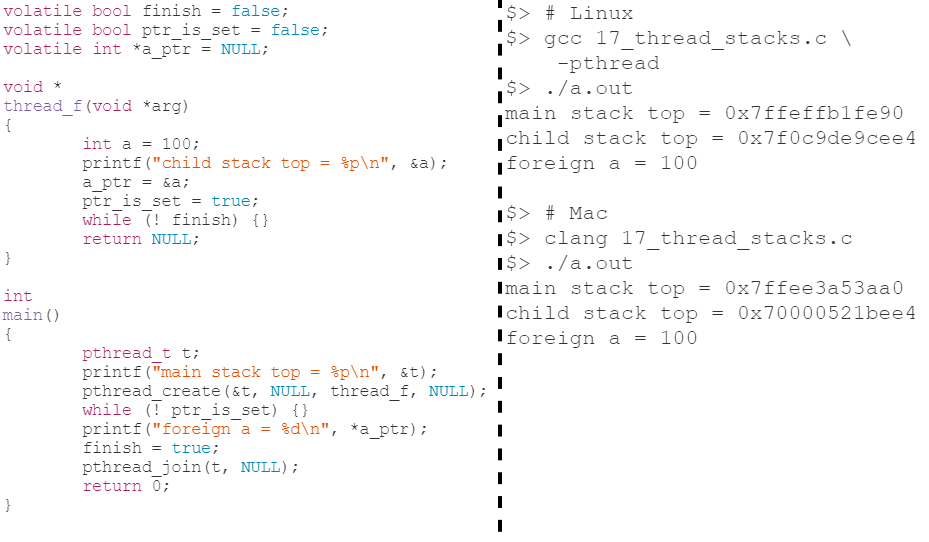 volatile bool finish = false;
volatile bool ptr_is_set = false;
volatile int *a_ptr = NULL;
void *
thread_f(void *arg)
{
int a = 100;
printf("child stack top = %p\n", &a);
a_ptr = &a;
ptr_is_set = true;
while (! finish) {}
return NULL;
}
int
main()
{
pthread_t t;
printf("main stack top = %p\n", &t);
pthread_create(&t, NULL, thread_f, NULL);
while (! ptr_is_set) {}
printf("foreign a = %d\n", *a_ptr);
finish = true;
pthread_join(t, NULL);
return 0;
}
$> # Linux
$> gcc 17_thread_stacks.c \
-pthread
$> ./a.out
main stack top = 0x7ffeffb1fe90
child stack top = 0x7f0c9de9cee4
foreign a = 100
$> # Mac
$> clang 17_thread_stacks.c
$> ./a.out
main stack top = 0x7ffee3a53aa0
child stack top = 0x70000521bee4
foreign a = 100